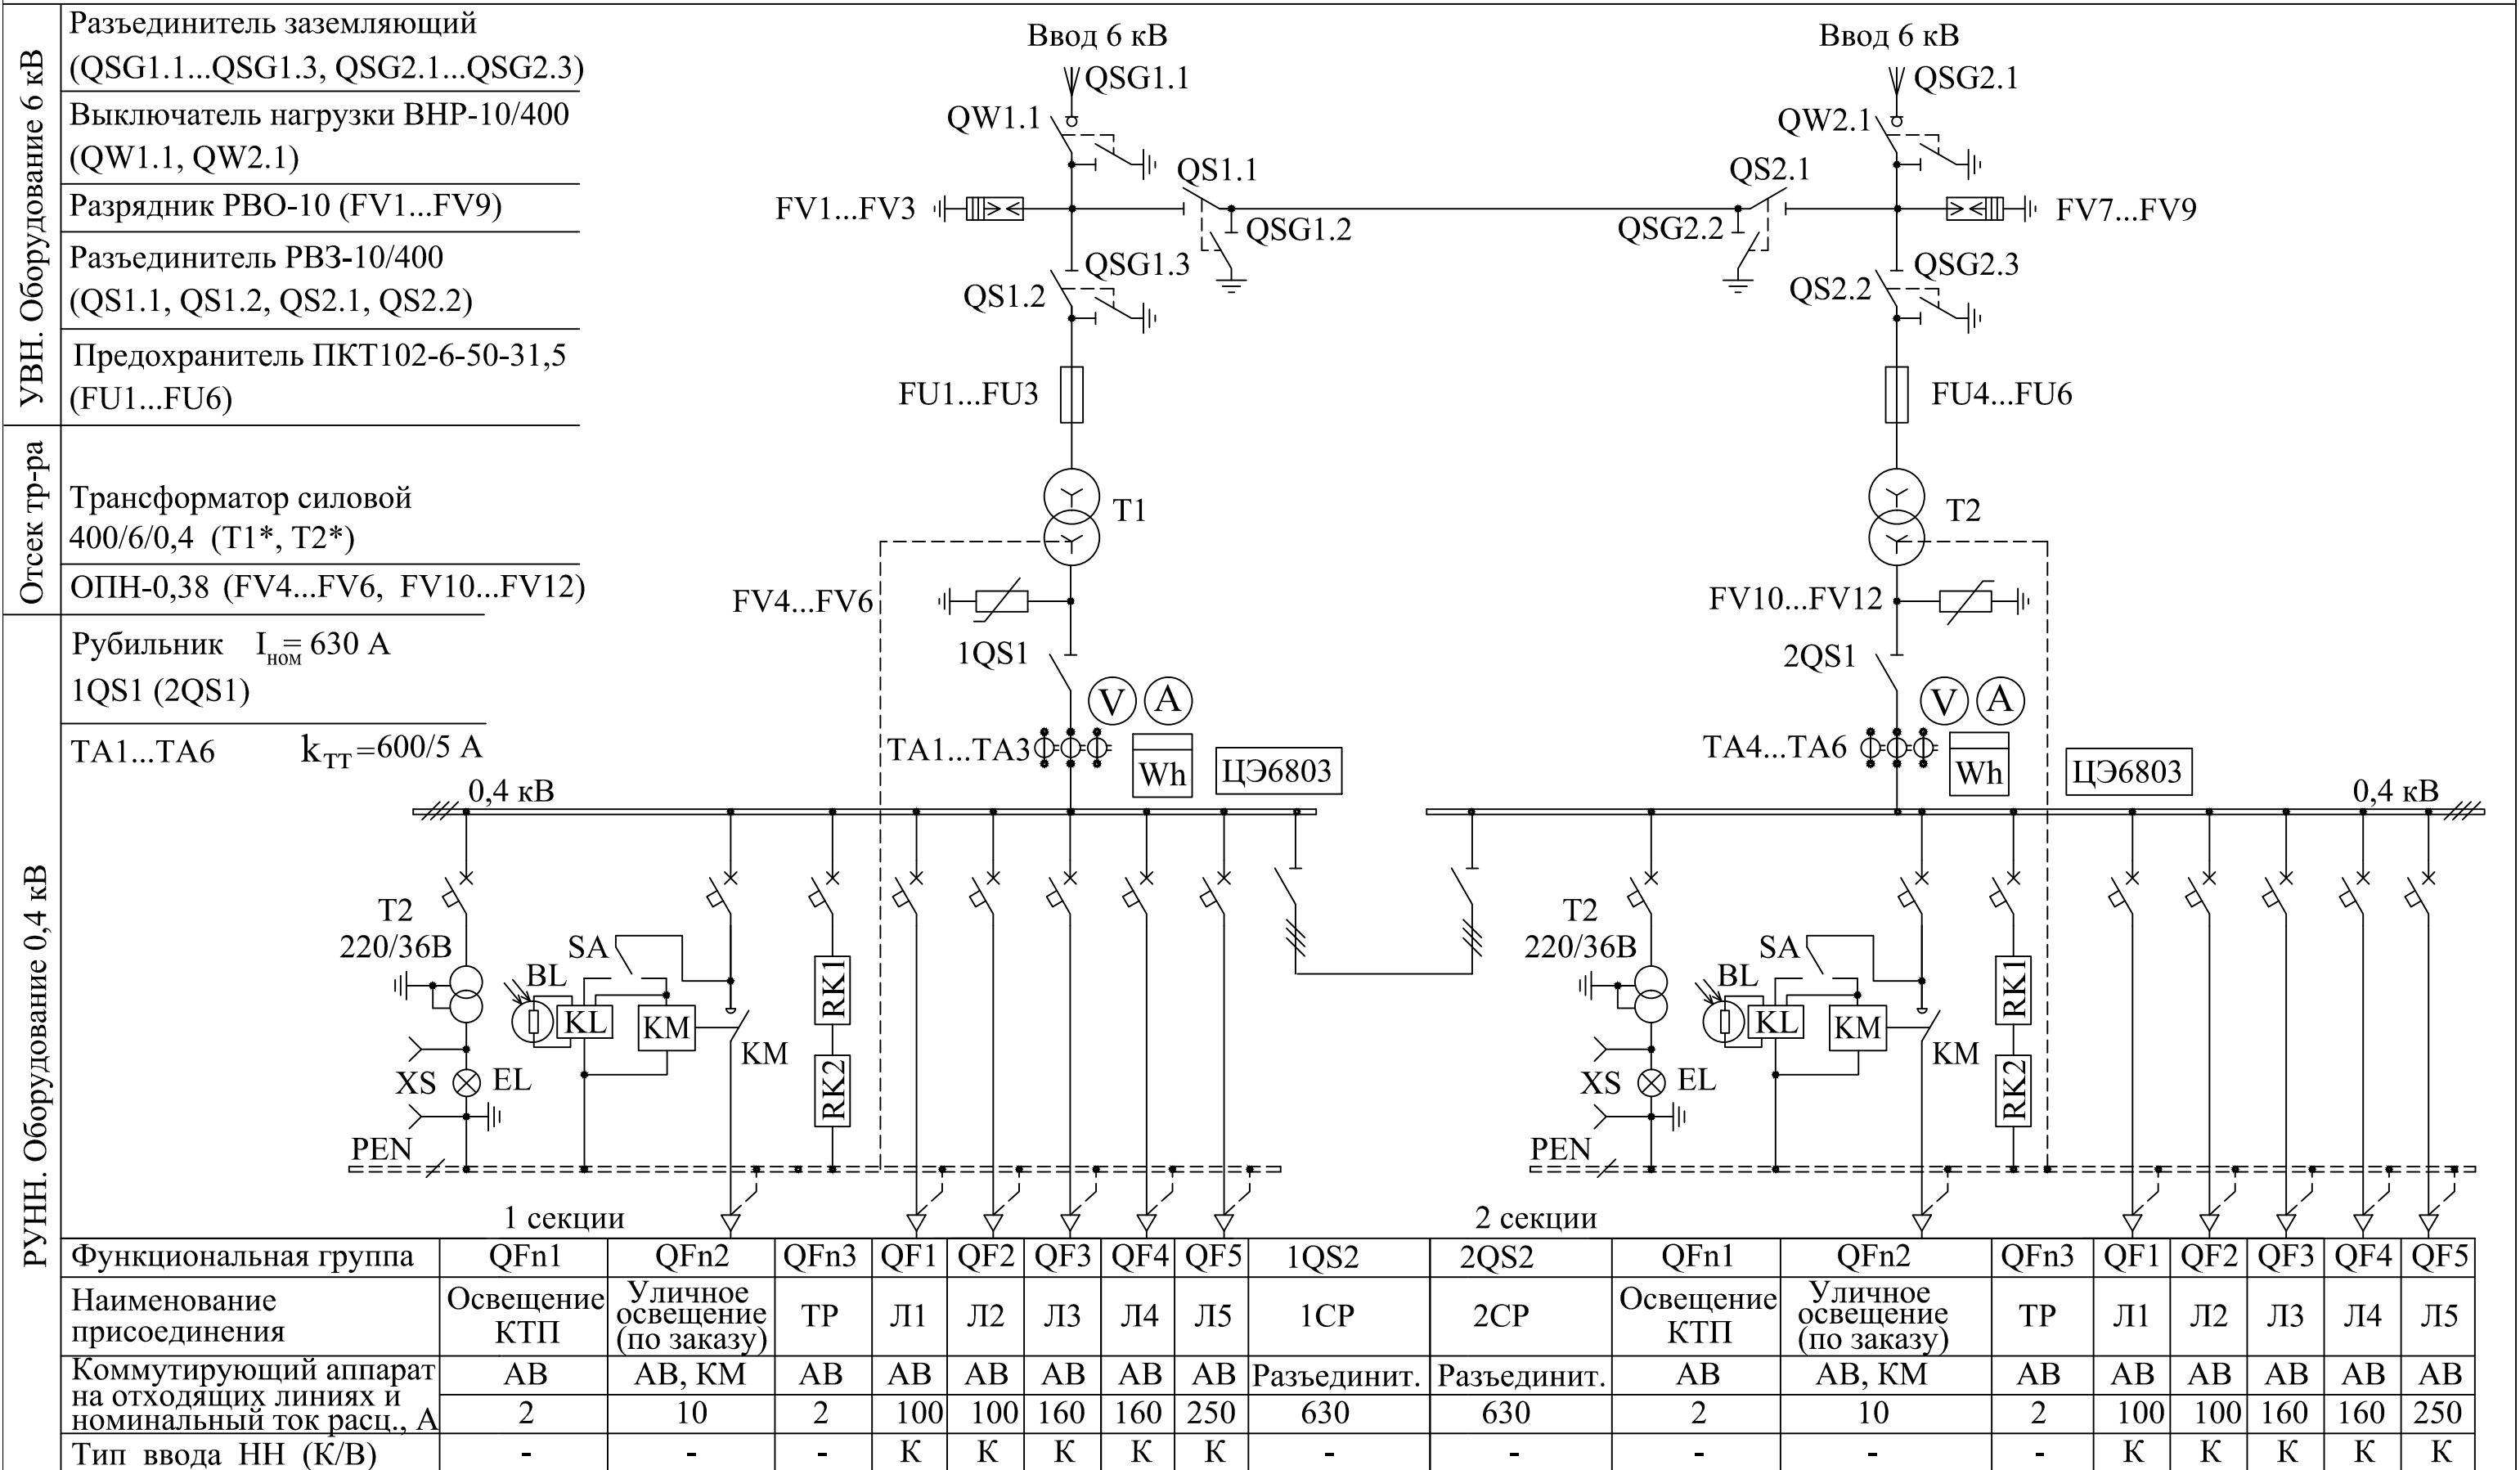 УВН. Оборудование 6 кВ
Разъединитель заземляющий
(QSG1.1...QSG1.3, QSG2.1...QSG2.3)
Выключатель нагрузки ВНР-10/400
(QW1.1, QW2.1)
Разрядник РВО-10 (FV1...FV9)
Разъединитель РВЗ-10/400
(QS1.1, QS1.2, QS2.1, QS2.2)
Предохранитель ПКТ102-6-50-31,5
(FU1...FU6)
Отсек тр-ра
Трансформатор силовой
400/6/0,4 (Т1*, Т2*)
ОПН-0,38 (FV4...FV6, FV10...FV12)
РУНН. Оборудование 0,4 кВ
Рубильник Iном= 630 А
1QS1 (2QS1)
ТА1...ТА6 kТТ=600/5 А
Ввод 6 кВ
QSG1.1
QW1.1
QS1.1
FV1...FV3
QSG1.2
QSG1.3
QS1.2
FU1...FU3
Т1
FV4...FV6
1QS1
V A
ТА1...ТА3
Wh
ЦЭ6803
0,4 кВ
Ввод 6 кВ
QSG2.1
QW2.1
QS2.1
FV7...FV9
QSG2.2
QSG2.3
QS2.2
FU4...FU6
Т2
FV10...FV12
2QS1
V A
ТА4...ТА6
Wh
ЦЭ6803
0,4 кВ
Т2
220/36В
SA
BL
KL
KM
KM
RK1
RK2
XS
EL
PEN
1 секции
Т2
220/36В
SA
BL
KL
KM
KM
RK1
RK2
XS
EL
PEN
2 секции
Функциональная группа QFn1 QFn2 QFn3 QF1 QF2 QF3 QF4 QF5 1QS2 2QS2 QFn1 QFn2 QFn3 QF1 QF2 QF3 QF4 QF5
Наименование
присоединения
Освещение
КТП
Уличное
освещение
(по заказу)
ТР Л1 Л2 Л3 Л4 Л5 1СР 2СР
Освещение
КТП
Уличное
освещение
(по заказу)
ТР Л1 Л2 Л3 Л4 Л5
Коммутирующий аппарат
на отходящих линиях и
номинальный ток расц., А
АВ АВ, КМ АВ АВ АВ АВ АВ АВ Разъединит. Разъединит. АВ АВ, КМ АВ АВ АВ АВ АВ АВ
2 10 2 100 100 160 160 250 630 630 2 10 2 100 100 160 160 250
Тип ввода НН (К/В) - - - К К К К К - - - - - К К К К К